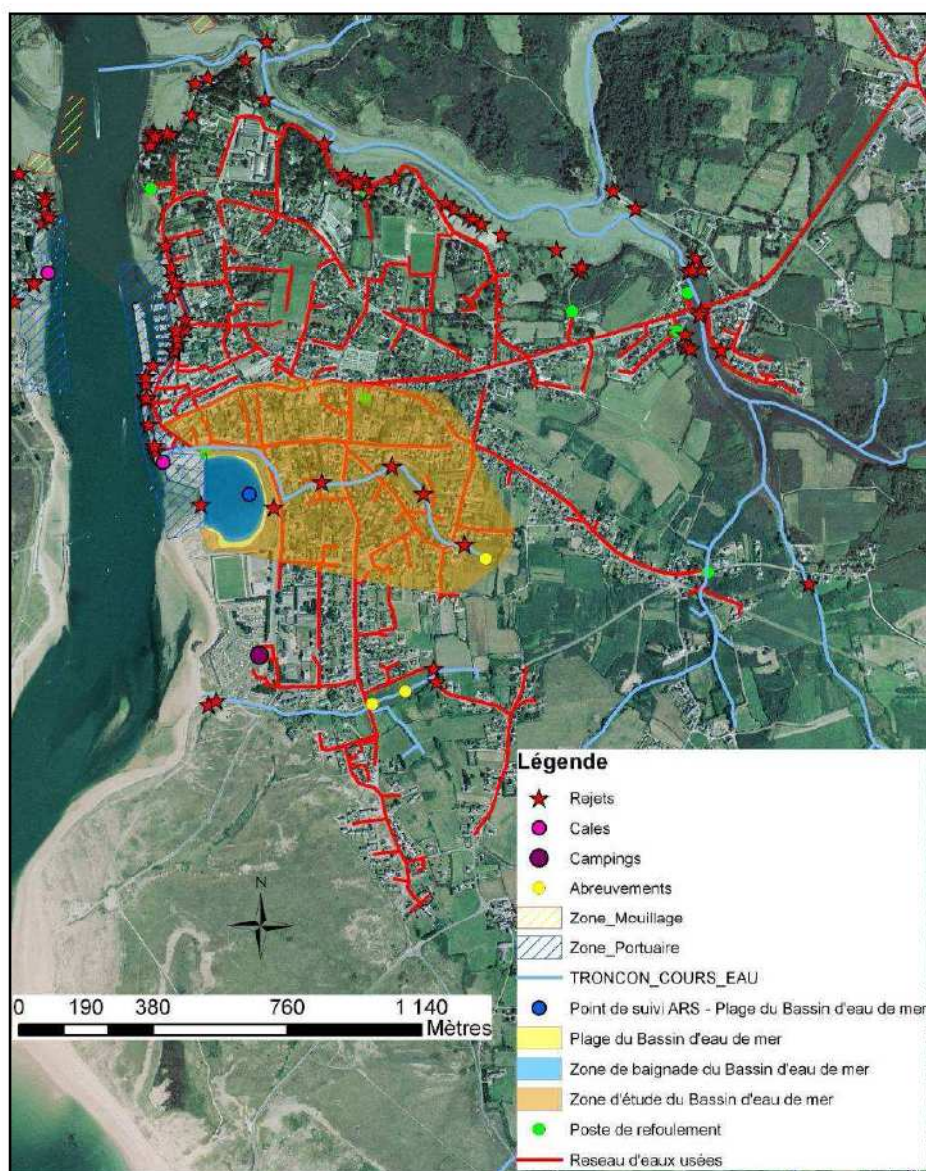 N
Légende
Rejets
Cales
Campings
Abreuvements
Zone_Mouillage
Zone_Portuaire
TRONCON_COURS_EAU
Point de suivi ARS - Plage du Bassin d'eau de mer
Plage du Bassin d'eau de mer
Zone de baignade du Bassin d'eau de mer
Zone d'étude du Bassin d'eau de mer
Poste de refoulement
Reseau d'eaux usées
0 190 380 760 1 140
Mètres